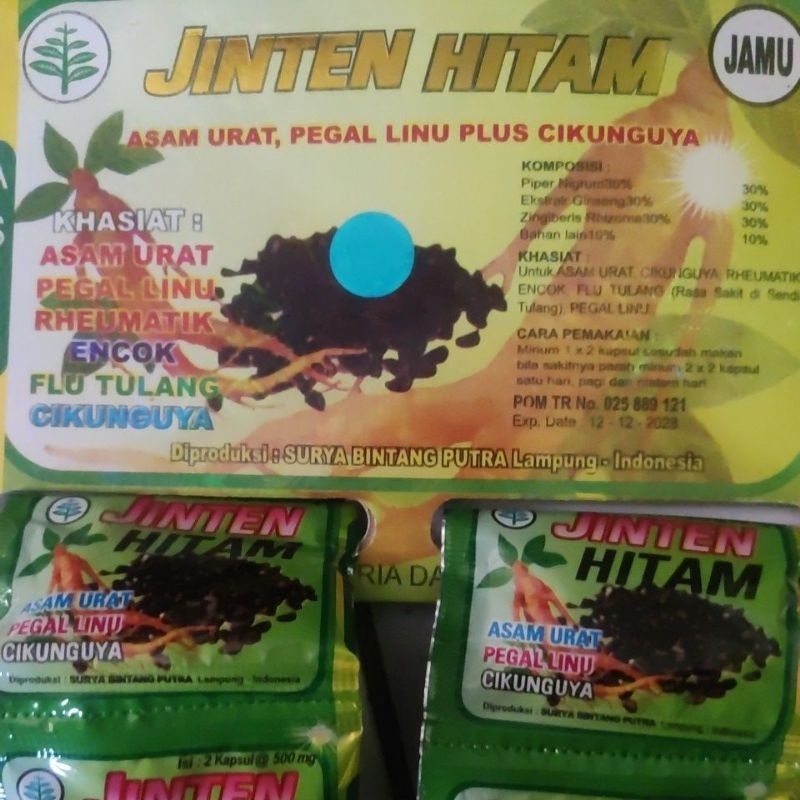 JINTEN HITAM
JAMU
ASAM URAT, PEGAL LINU PLUS CIKUNGUYA
KHASIAT :
ASAM URAT
PEGAL LINU
RHEUMATIK
ENCOK
FLU TULANG
CIKUNGUYA
KOMPOSISI :
Piper Nigrum30% 30%
Ekstrak Ginseng30% 30%
Zingiberis Rhizoma30% 30%
Bahan lain10% 10%
KHASIAT :
Untuk ASAM URAT, CIKUNGUYA, RHEUMATIK
ENCOK, FLU TULANG (Rasa Sakit di Sendi
Tulang), PEGAL LINU
CARA PEMAKAIAN :
Minum 1 x 2 kapsul sesudah makan
bila sakitnya parah minum 2 x 2 kapsul
satu hari, pagi dan malam hari
POM TR No. 025 889 121
Exp. Date : 12 - 12 - 2028
Diproduksi : SURYA BINTANG PUTRA Lampung - Indonesia
RIA DA
JINTEN
HITAM
ASAM URAT
PEGAL LINU
CIKUNGUYA
Diproduksi : SURYA BINTANG PUTRA Lampung - Indonesia
Isi : 2 Kapsul @ 500 mg
JINTEN
JINTEN
HITAM
ASAM URAT
PEGAL LINU
CIKUNGUYA
Diproduksi : SURYA BINTANG PUTRA Lampung - Indonesia